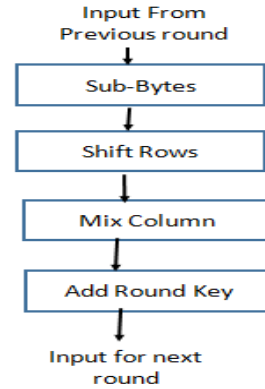 Input From
Previous round
Sub-Bytes
Shift Rows
Mix Column
Add Round Key
Input for next
round